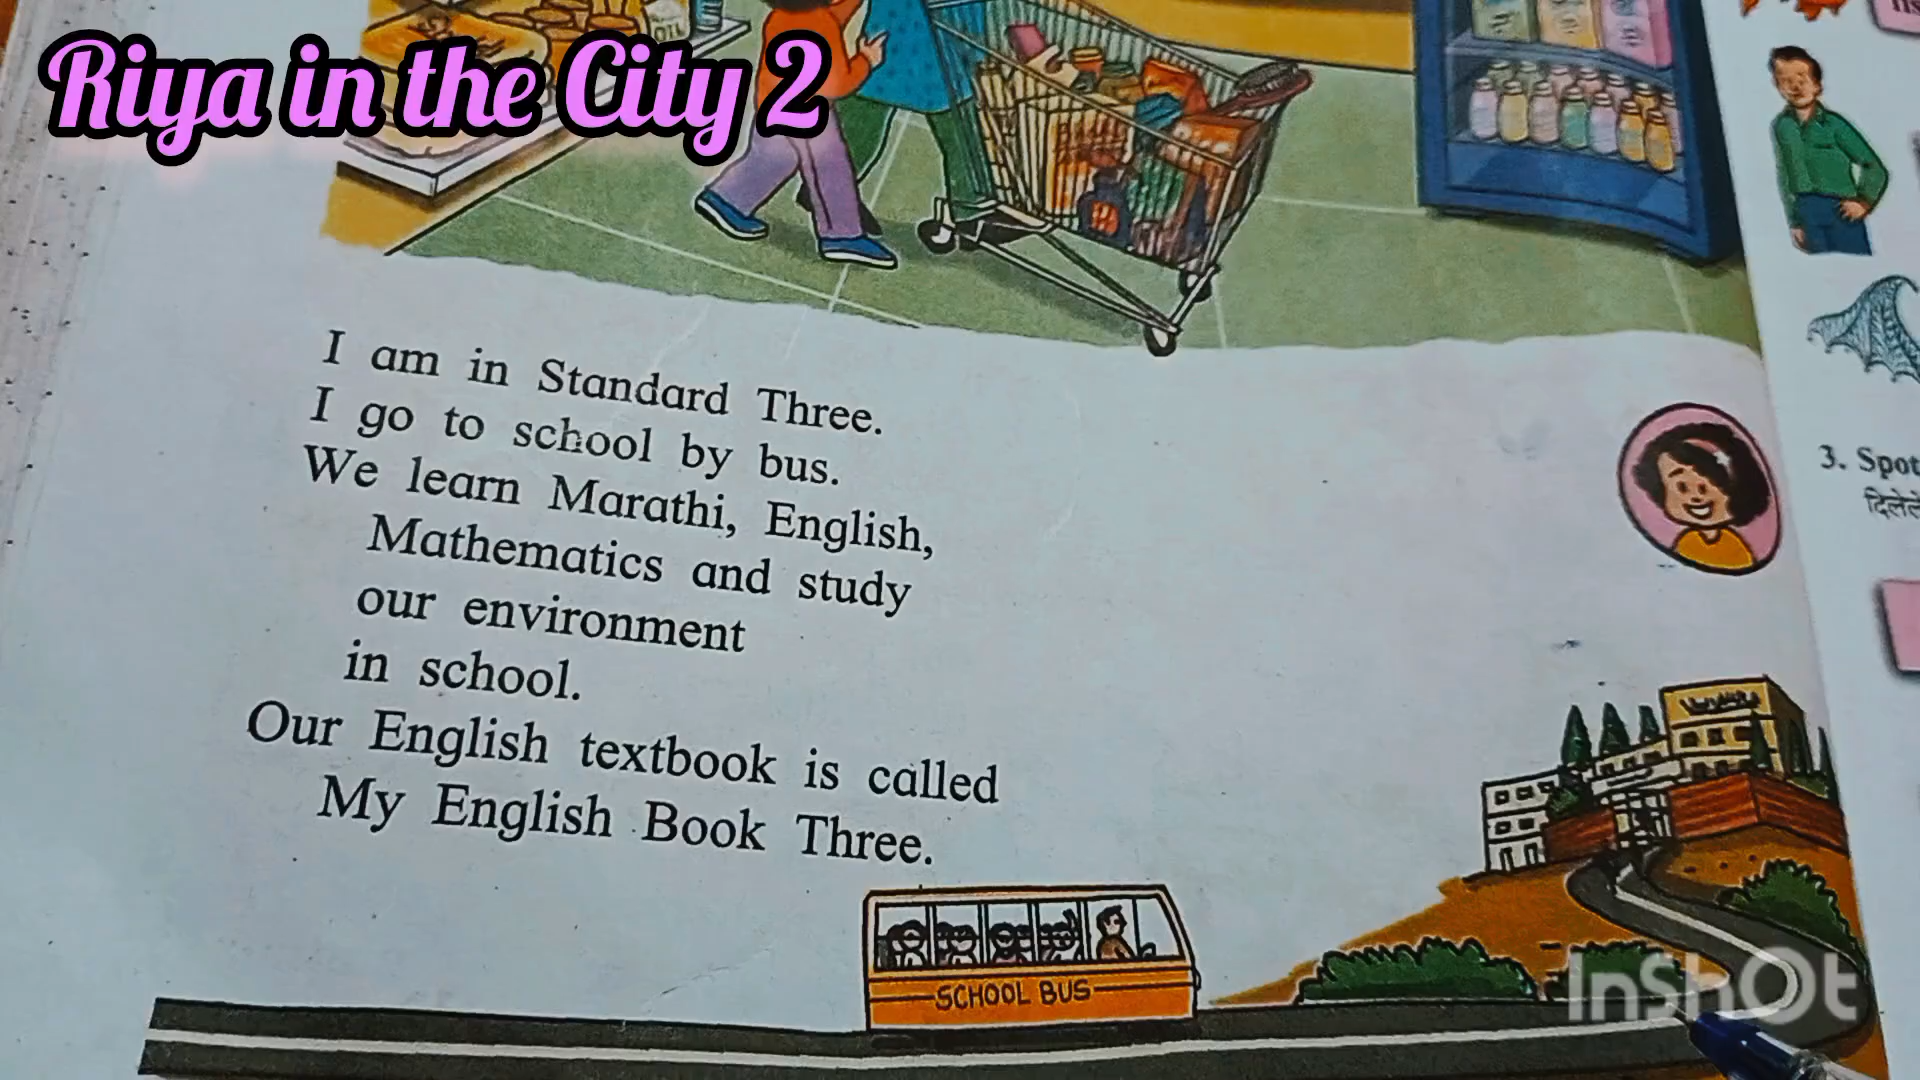 Riya in the City 2
OIL
I am in Standard Three.
I go to school by bus.
We learn Marathi, English,
Mathematics and study
our environment
in school.
Our English textbook is called
My English Book Three.
SCHOOL BUS
3. Spot
InShOt